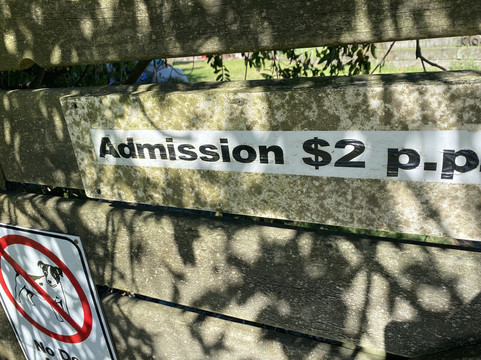 Admission $2 p.p.
No Do